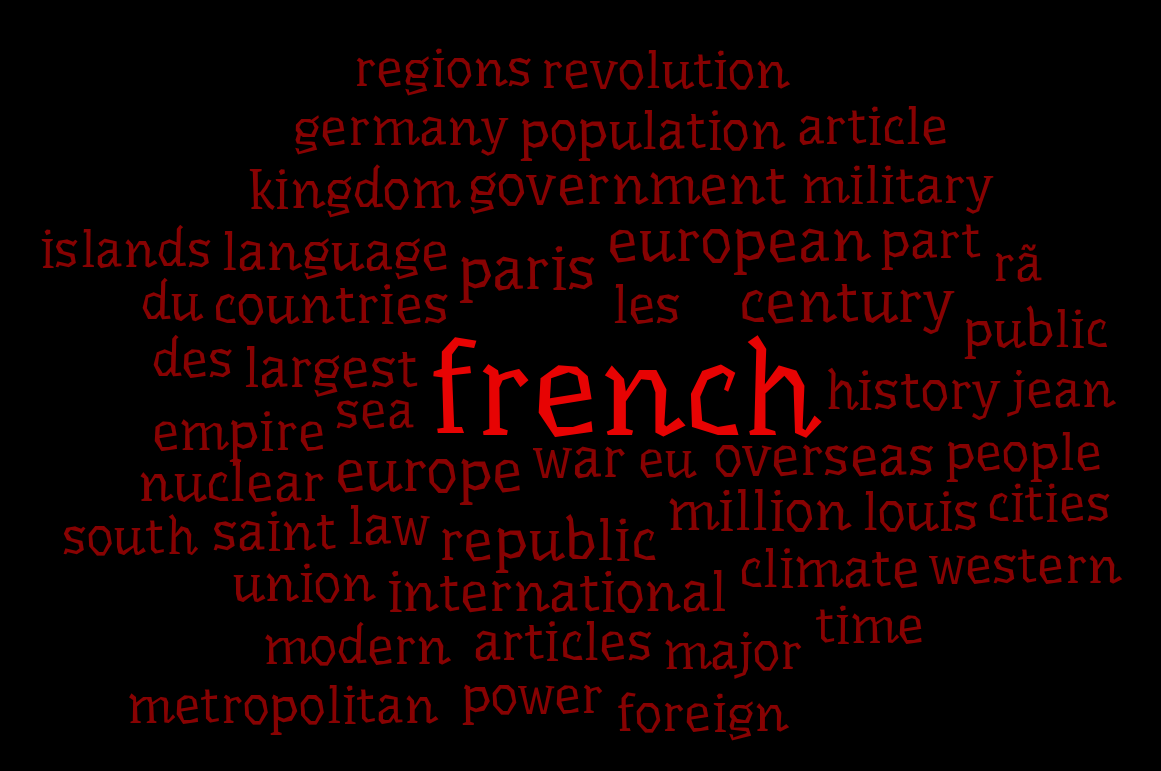 regions revolution
germany population article
kingdom government military
islands language paris european part rã
du countries les century public
des largest french history jean
empire sea
nuclear europe war eu overseas people
south saint law republic million louis cities
union international climate western
modern articles major time
metropolitan power foreign